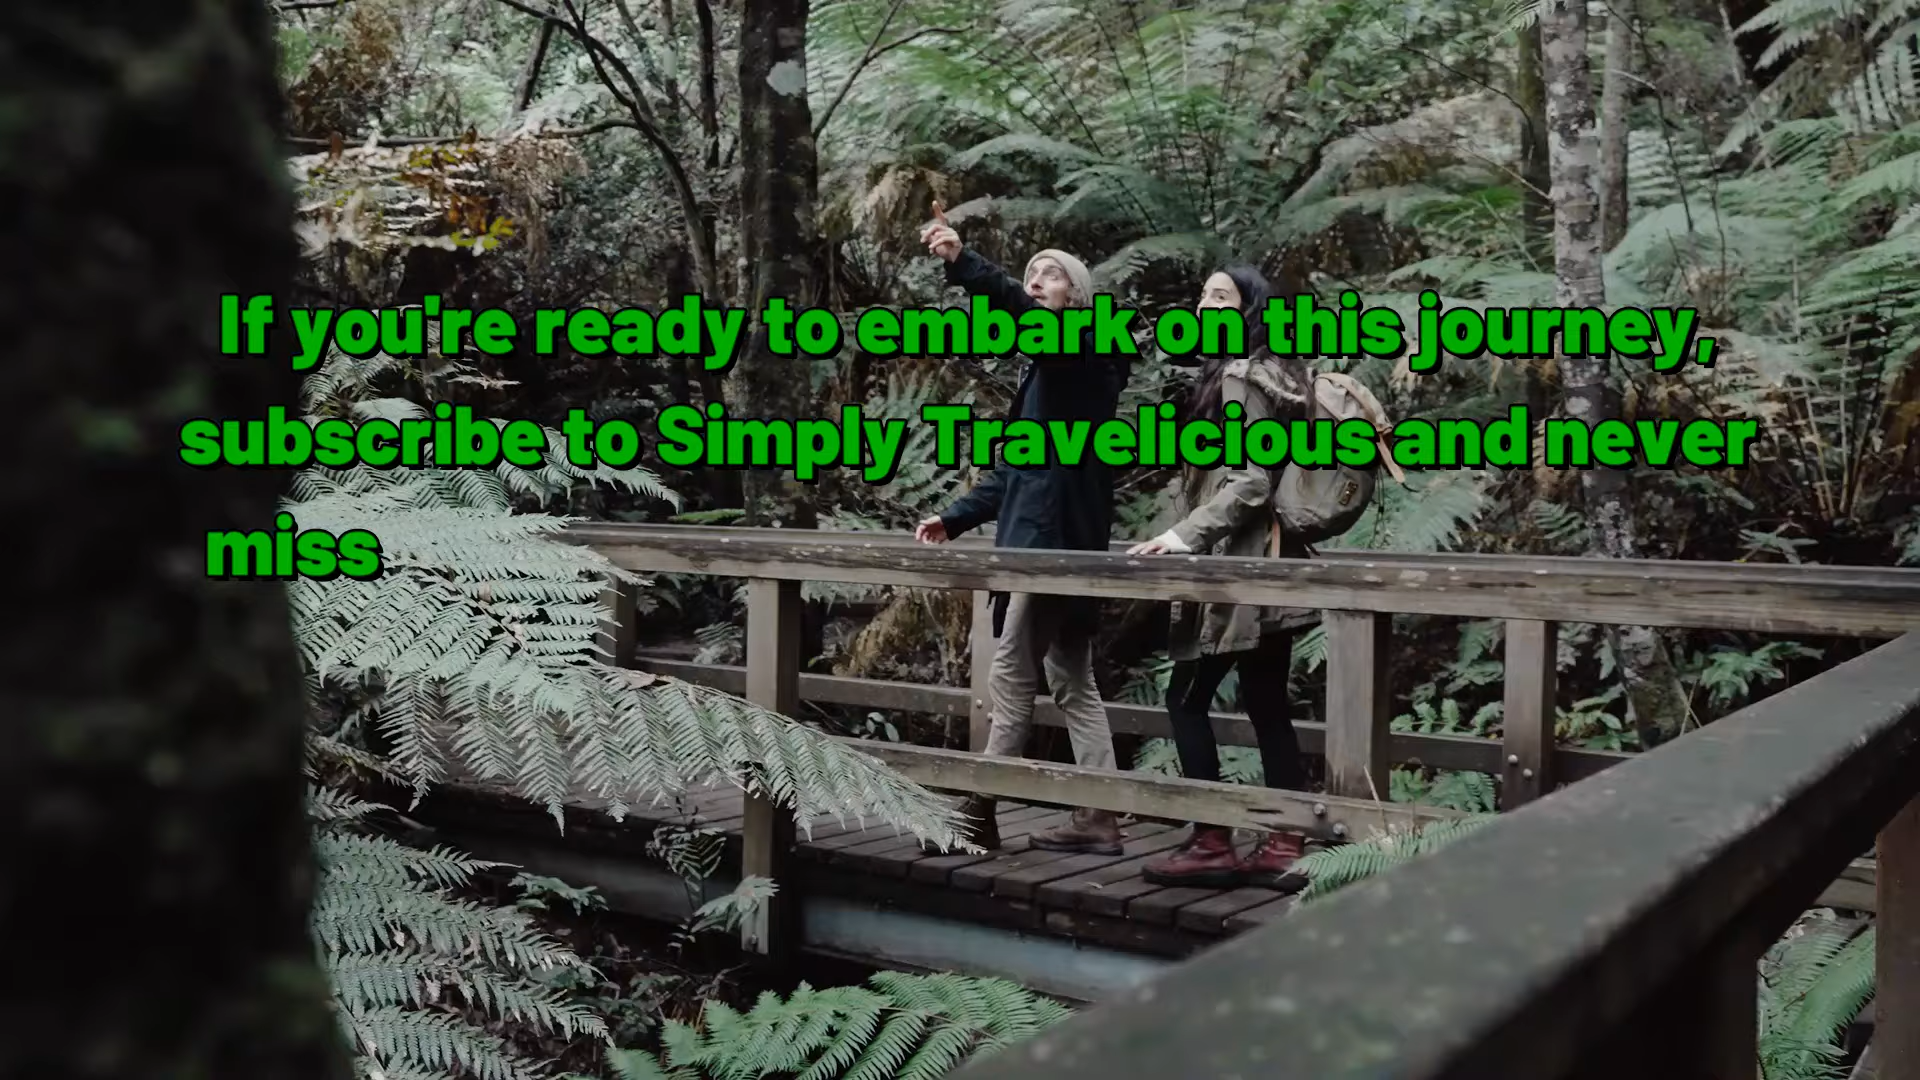 If you're ready to embark on this journey,
subscribe to Simply Travelicious and never
miss